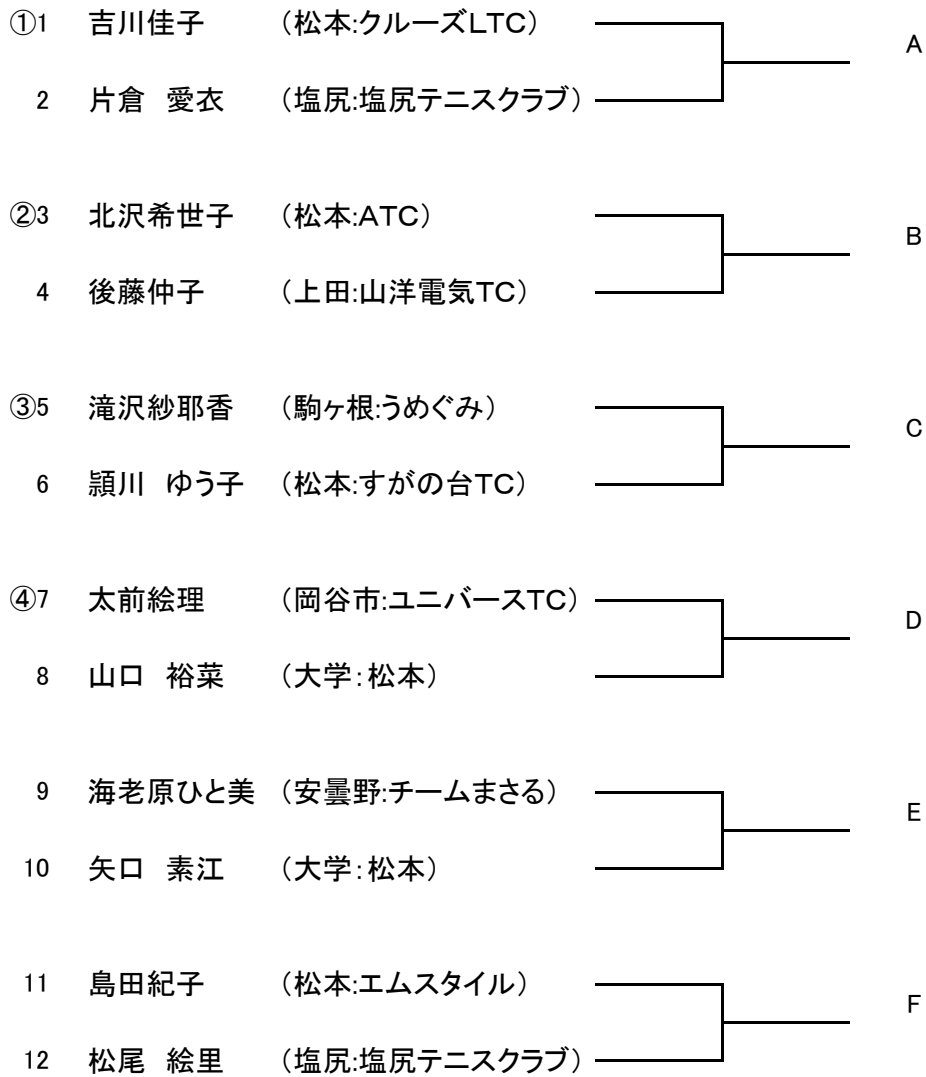 ①1 吉川佳子 (松本:クルーズLTC) A
2 片倉 愛衣 (塩尻:塩尻テニスクラブ)
②3 北沢希世子 (松本:ATC) B
4 後藤仲子 (上田:山洋電気TC)
③5 滝沢紗耶香 (駒ヶ根:うめぐみ) C
6 頴川 ゆう子 (松本:すがの台TC)
④7 太前絵理 (岡谷市:ユニバースTC) D
8 山口 裕菜 (大学:松本)
9 海老原ひと美 (安曇野:チームまさる) E
10 矢口 素江 (大学:松本)
11 島田紀子 (松本:エムスタイル) F
12 松尾 絵里 (塩尻:塩尻テニスクラブ)